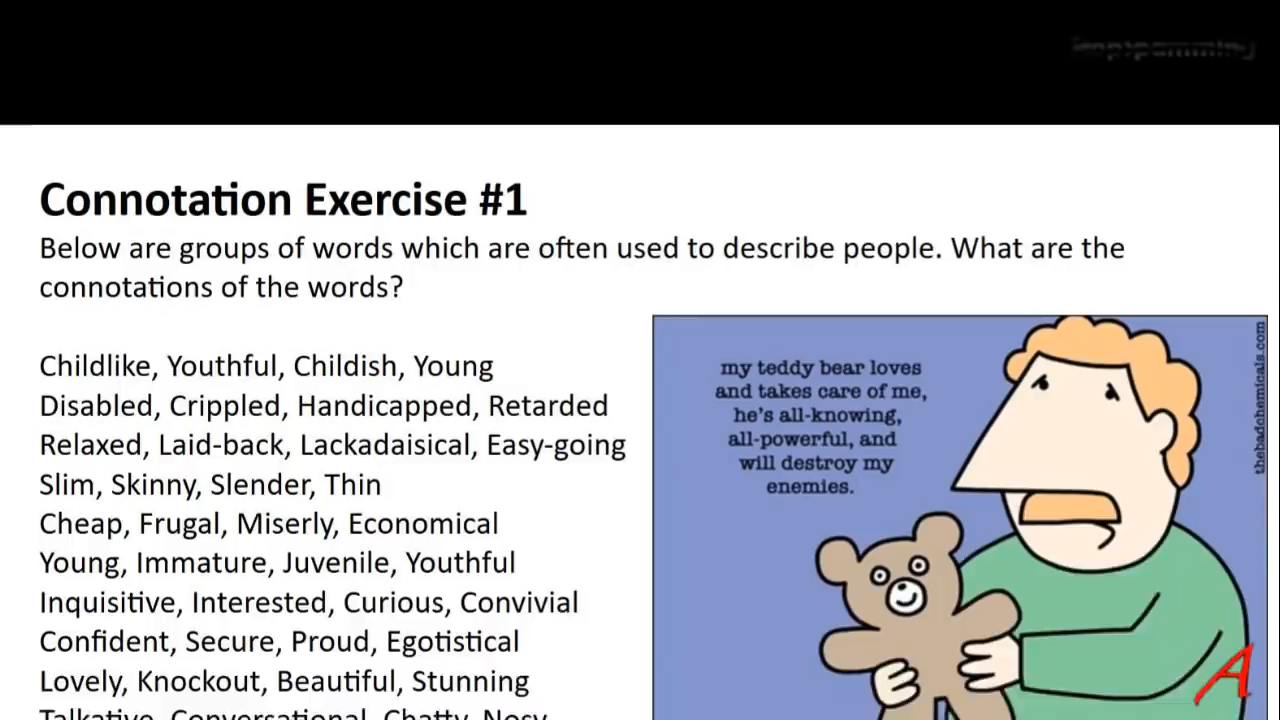 Connotation Exercise #1
Below are groups of words which are often used to describe people. What are the
connotations of the words?
Childlike, Youthful, Childish, Young
Disabled, Crippled, Handicapped, Retarded
Relaxed, Laid-back, Lackadaisical, Easy-going
Slim, Skinny, Slender, Thin
Cheap, Frugal, Miserly, Economical
Young, Immature, Juvenile, Youthful
Inquisitive, Interested, Curious, Convivial
Confident, Secure, Proud, Egotistical
Lovely, Knockout, Beautiful, Stunning
Talkative, Conversational, Chatty, Nosy
my teddy bear loves
and takes care of me,
he's all-knowing,
all-powerful, and
will destroy my
enemies.
thebadchemicals.com
A